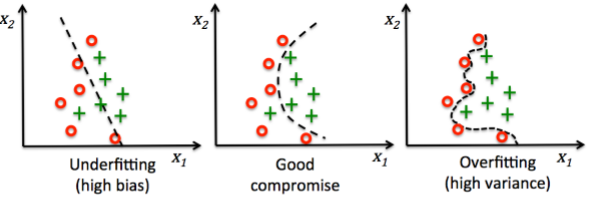 x₂
x₂
x₂
x₁
x₁
x₁
Underfitting
(high bias)
Good
compromise
Overfitting
(high variance)